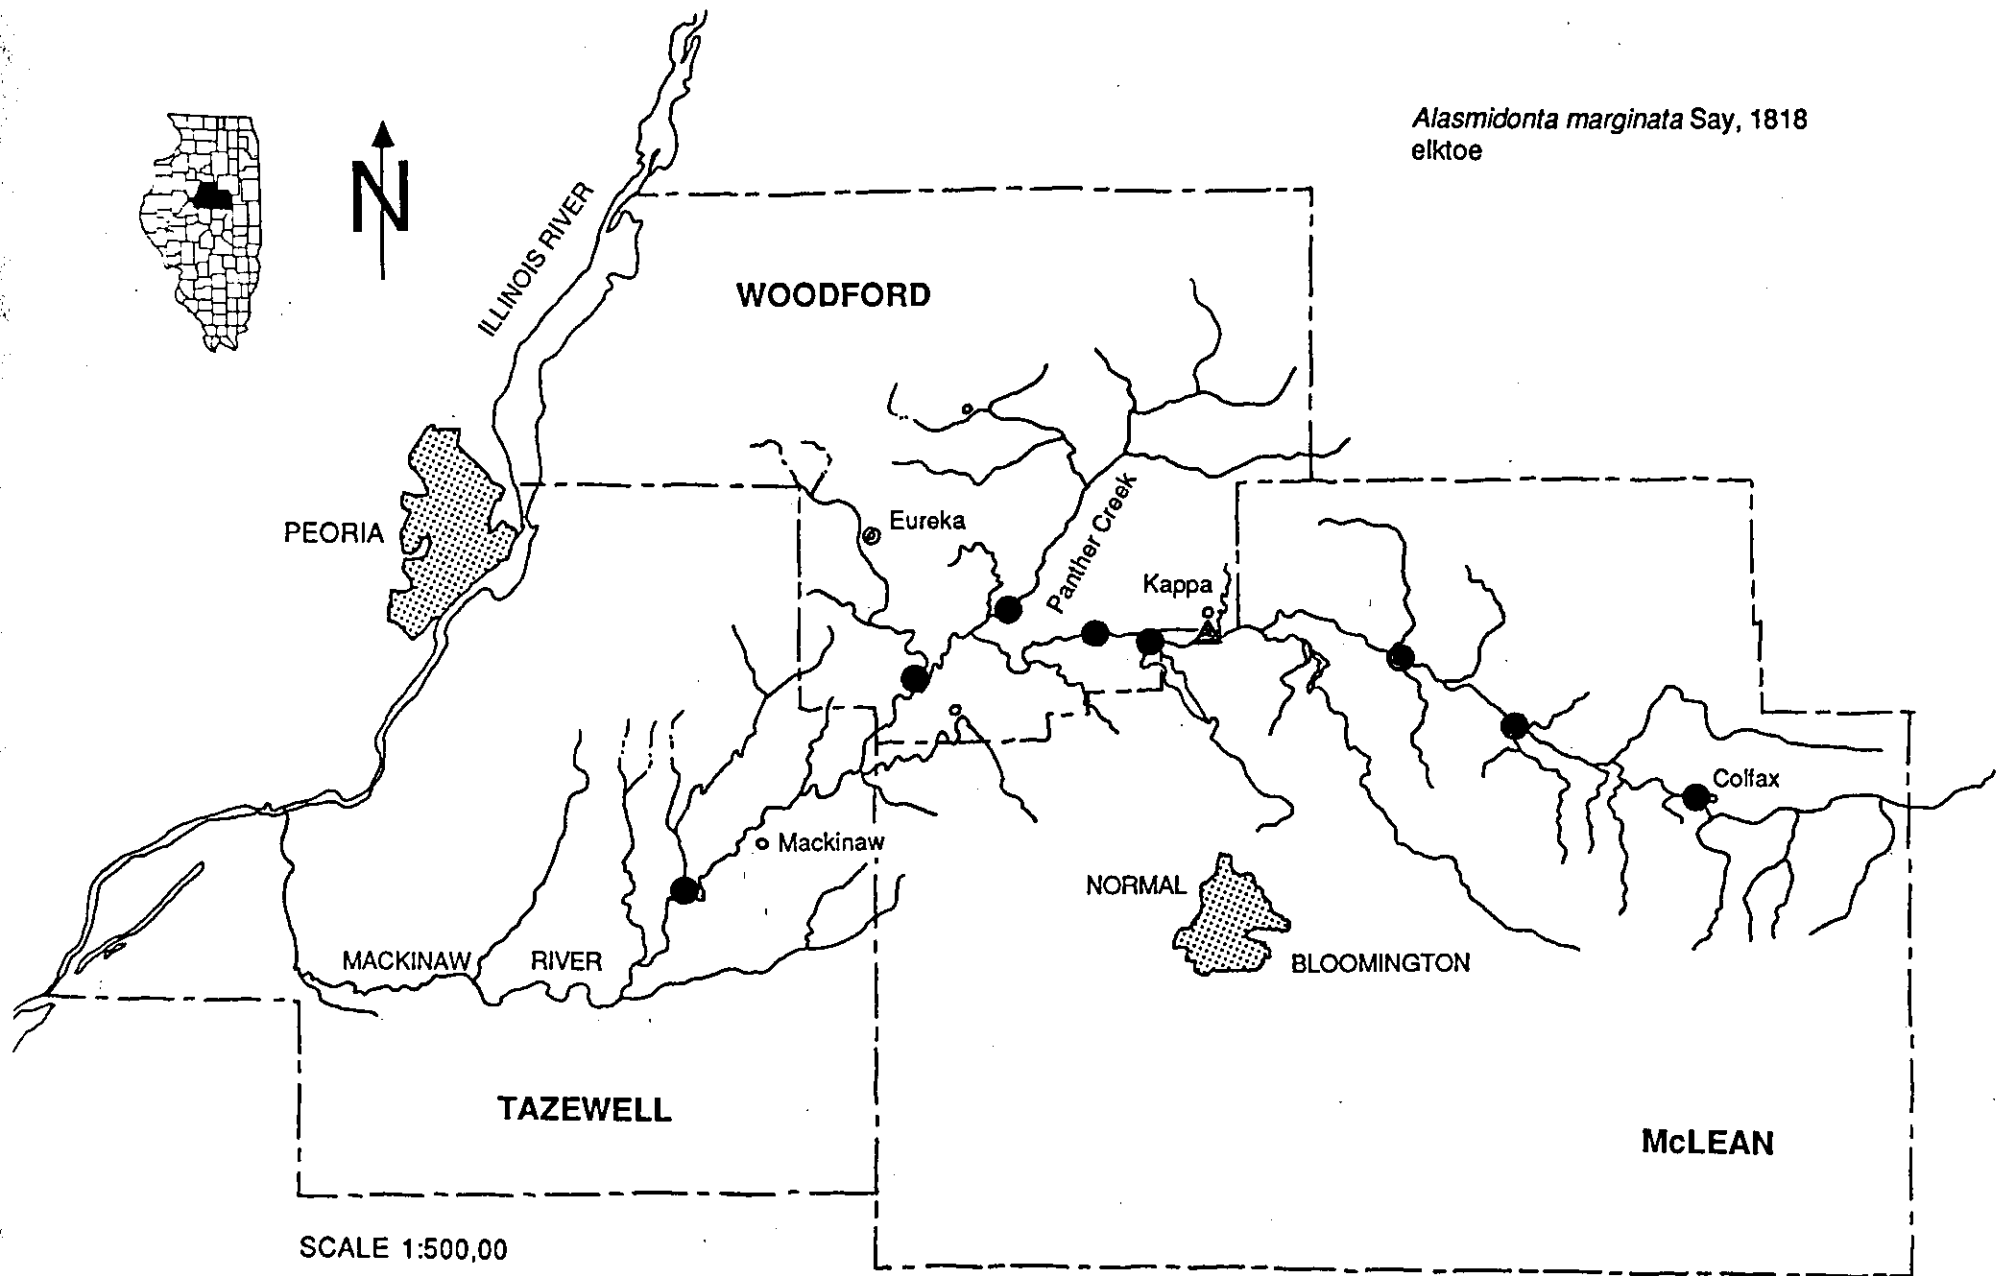 Alasmidonta marginata Say, 1818
elktoe
N
ILLINOIS RIVER
WOODFORD
PEORIA
Eureka
Panther Creek
Kappa
Colfax
Mackinaw
NORMAL
BLOOMINGTON
MACKINAW RIVER
TAZEWELL
McLEAN
SCALE 1:500,00